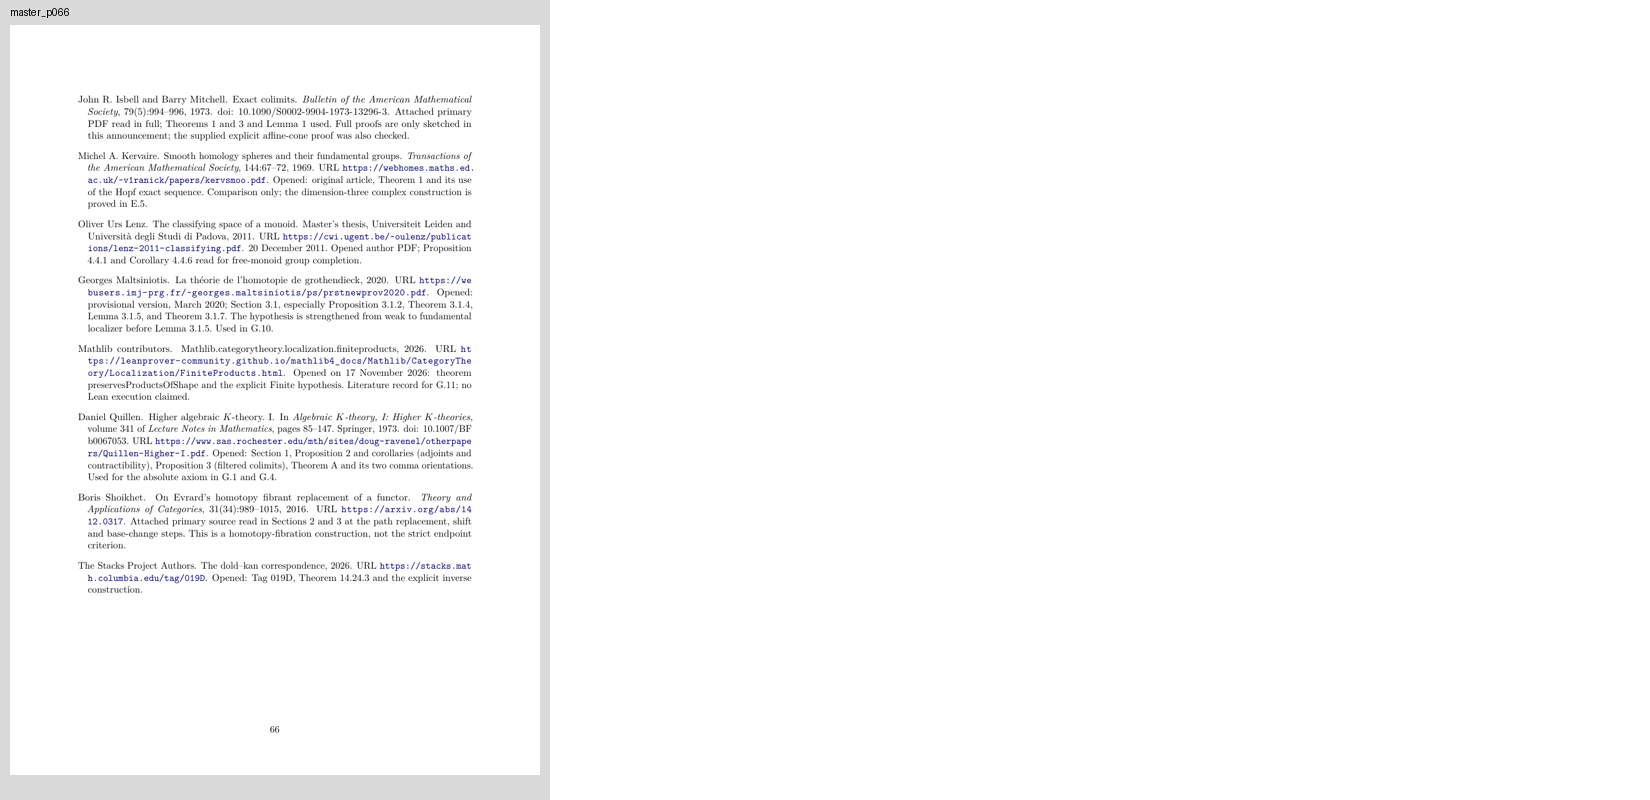 master_p066
John R. Isbell and Barry Mitchell. Exact colimits. Bulletin of the American Mathematical
Society, 79(5):994–996, 1973. doi: 10.1090/S0002-9904-1973-13296-3. Attached primary
PDF read in full; Theorems 1 and 3 and Lemma 1 used. Full proofs are only sketched in
this announcement; the supplied explicit affine-cone proof was also checked.
Michel A. Kervaire. Smooth homology spheres and their fundamental groups. Transactions of
the American Mathematical Society, 144:67–72, 1969. URL https://webhomes.maths.ed.
ac.uk/~v1ranick/papers/kervsmoo.pdf. Opened: original article, Theorem 1 and its use
of the Hopf exact sequence. Comparison only; the dimension-three complex construction is
proved in E.5.
Oliver Urs Lenz. The classifying space of a monoid. Master's thesis, Universiteit Leiden and
Università degli Studi di Padova, 2011. URL https://cwi.ugent.be/~oulenz/publicat
ions/lenz-2011-classifying.pdf. 20 December 2011. Opened author PDF; Proposition
4.4.1 and Corollary 4.4.6 read for free-monoid group completion.
Georges Maltsiniotis. La théorie de l'homotopie de grothendieck, 2020. URL https://we
busers.imj-prg.fr/~georges.maltsiniotis/ps/prstnewprov2020.pdf. Opened:
provisional version, March 2020; Section 3.1, especially Proposition 3.1.2, Theorem 3.1.4,
Lemma 3.1.5, and Theorem 3.1.7. The hypothesis is strengthened from weak to fundamental
localizer before Lemma 3.1.5. Used in G.10.
Mathlib contributors. Mathlib.categorytheory.localization.finiteproducts, 2026. URL ht
tps://leanprover-community.github.io/mathlib4_docs/Mathlib/CategoryThe
ory/Localization/FiniteProducts.html. Opened on 17 November 2026: theorem
preservesProductsOfShape and the explicit Finite hypothesis. Literature record for G.11; no
Lean execution claimed.
Daniel Quillen. Higher algebraic K-theory. I. In Algebraic K-theory, I: Higher K-theories,
volume 341 of Lecture Notes in Mathematics, pages 85–147. Springer, 1973. doi: 10.1007/BF
b0067053. URL https://www.sas.rochester.edu/mth/sites/doug-ravenel/otherpape
rs/Quillen-Higher-I.pdf. Opened: Section 1, Proposition 2 and corollaries (adjoints and
contractibility), Proposition 3 (filtered colimits), Theorem A and its two comma orientations.
Used for the absolute axiom in G.1 and G.4.
Boris Shoikhet. On Evrard's homotopy fibrant replacement of a functor. Theory and
Applications of Categories, 31(34):989–1015, 2016. URL https://arxiv.org/abs/14
12.0317. Attached primary source read in Sections 2 and 3 at the path replacement, shift
and base-change steps. This is a homotopy-fibration construction, not the strict endpoint
criterion.
The Stacks Project Authors. The dold–kan correspondence, 2026. URL https://stacks.mat
h.columbia.edu/tag/019D. Opened: Tag 019D, Theorem 14.24.3 and the explicit inverse
construction.
66